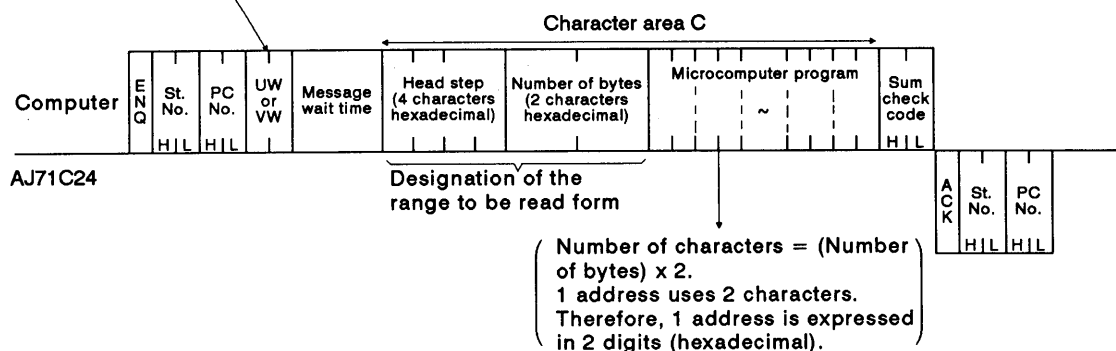 Character area C
Computer
E
N
Q
St.
No.
H L
PC
No.
H L
UW
or
VW
Message
wait time
Head step
(4 characters
hexadecimal)
Number of bytes
(2 characters
hexadecimal)
Microcomputer program
~
Sum
check
code
H L
AJ71C24
Designation of the
range to be read form
A
C
K
St.
No.
H L
PC
No.
H L
Number of characters = (Number
of bytes) x 2.
1 address uses 2 characters.
Therefore, 1 address is expressed
in 2 digits (hexadecimal).